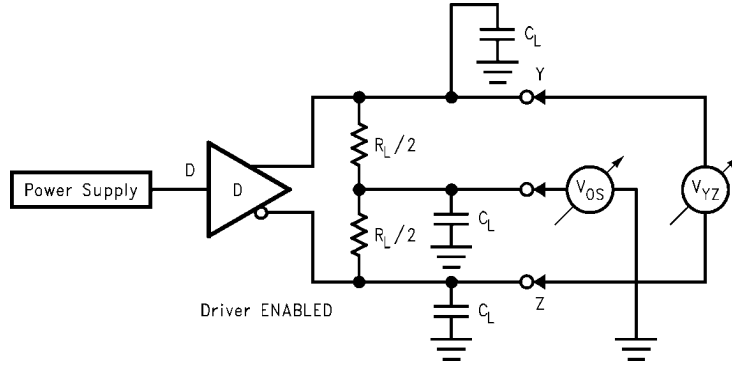 C_L
Y
D
R_L/2
Power Supply
D
V_OS
V_YZ
C_L
R_L/2
Driver ENABLED
C_L
Z